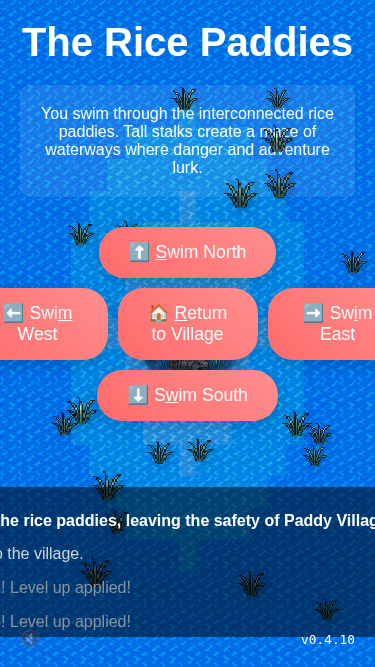 The Rice Paddies
You swim through the interconnected rice
paddies. Tall stalks create a maze of
waterways where danger and adventure
lurk.
⬆️ Swim North
⬅️ Swim
West
🏠 Return
to Village
➡️ Swim
East
⬇️ Swim South
the rice paddies, leaving the safety of Paddy Villag
the village.
! Level up applied!
! Level up applied!
v0.4.10